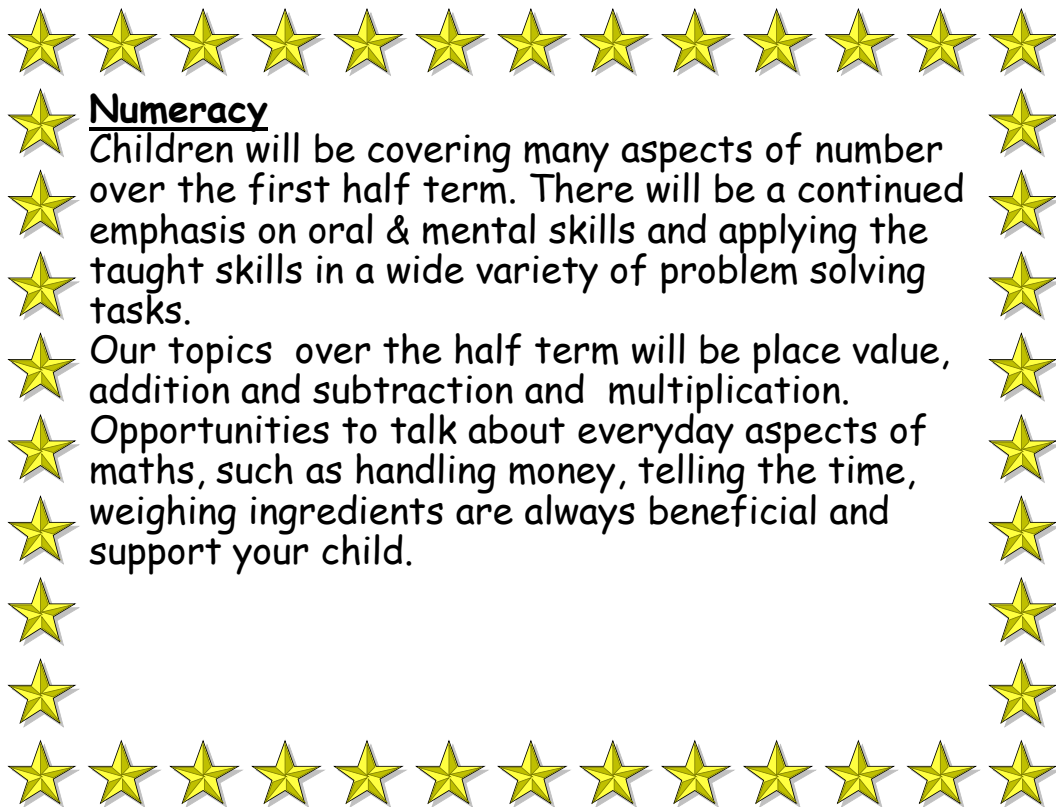 Numeracy
Children will be covering many aspects of number
over the first half term. There will be a continued
emphasis on oral & mental skills and applying the
taught skills in a wide variety of problem solving
tasks.
Our topics  over the half term will be place value,
addition and subtraction and  multiplication.
Opportunities to talk about everyday aspects of
maths, such as handling money, telling the time,
weighing ingredients are always beneficial and
support your child.